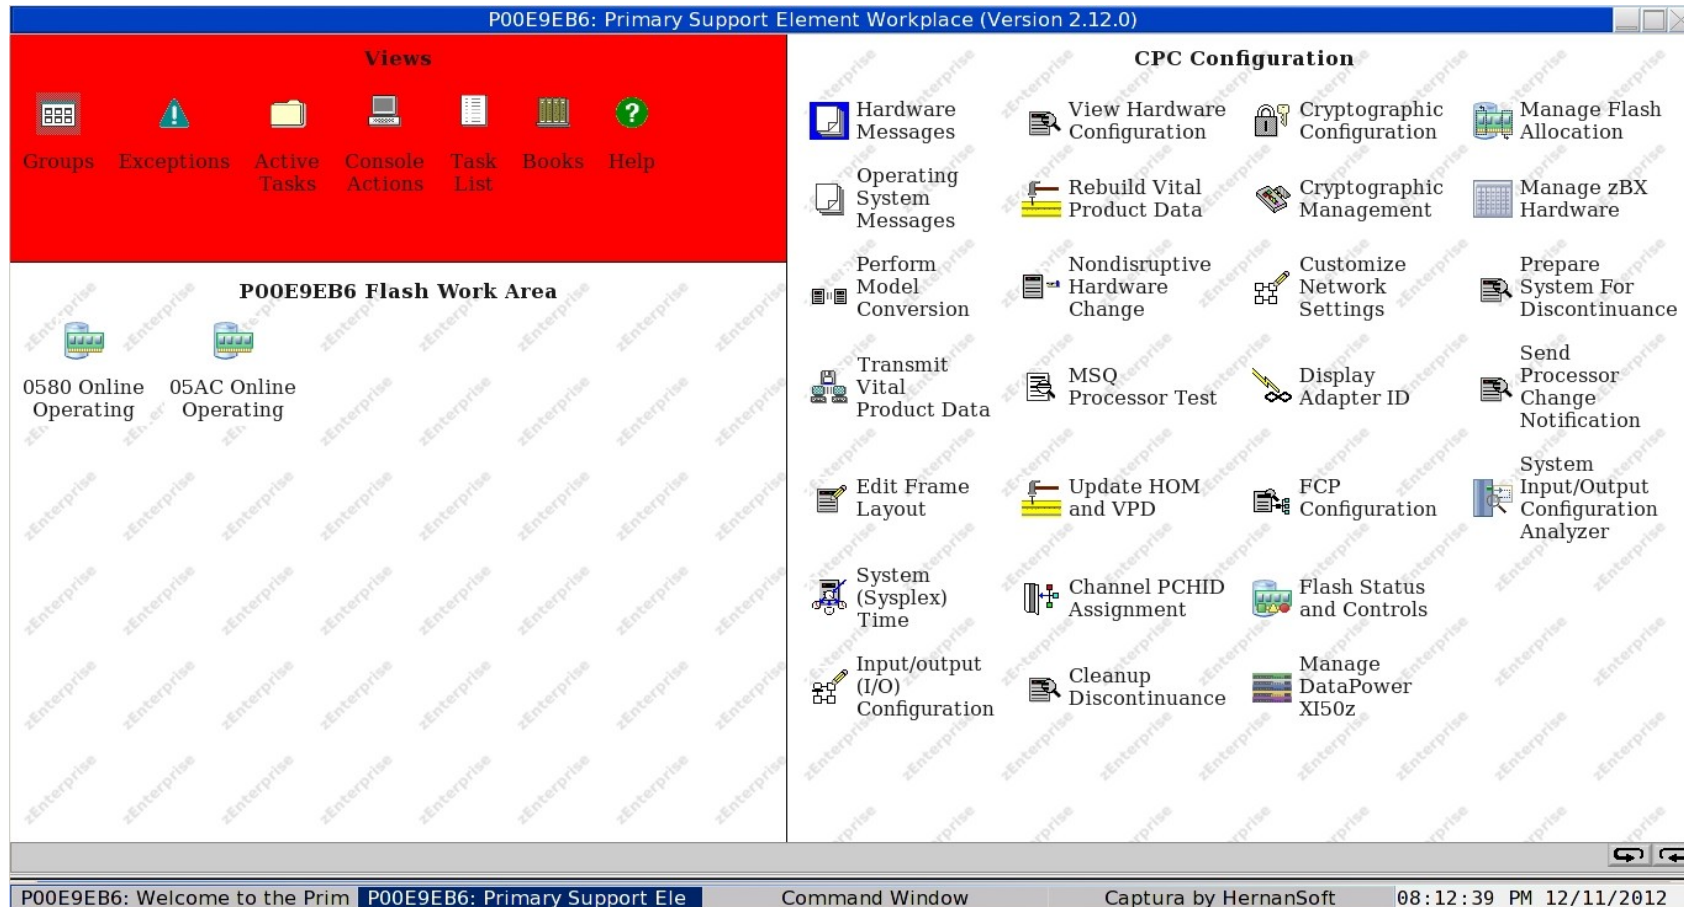 P00E9EB6: Primary Support Element Workplace (Version 2.12.0)
Views
Groups
Exceptions
Active
Tasks
Console
Actions
Task
List
Books
Help
P00E9EB6 Flash Work Area
0580 Online
Operating
05AC Online
Operating
CPC Configuration
Hardware
Messages
View Hardware
Configuration
Cryptographic
Configuration
Manage Flash
Allocation
Operating
System
Messages
Rebuild Vital
Product Data
Cryptographic
Management
Manage zBX
Hardware
Perform
Model
Conversion
Nondisruptive
Hardware
Change
Customize
Network
Settings
Prepare
System For
Discontinuance
Transmit
Vital
Product Data
MSQ
Processor Test
Display
Adapter ID
Send
Processor
Change
Notification
Edit Frame
Layout
Update HOM
and VPD
FCP
Configuration
System
Input/Output
Configuration
Analyzer
System
(Sysplex)
Time
Channel PCHID
Assignment
Flash Status
and Controls
Input/output
(I/O)
Configuration
Cleanup
Discontinuance
Manage
DataPower
XI50z
zEnterprise
P00E9EB6: Welcome to the Prim
P00E9EB6: Primary Support Ele
Command Window
Captura by HernanSoft
08:12:39 PM 12/11/2012